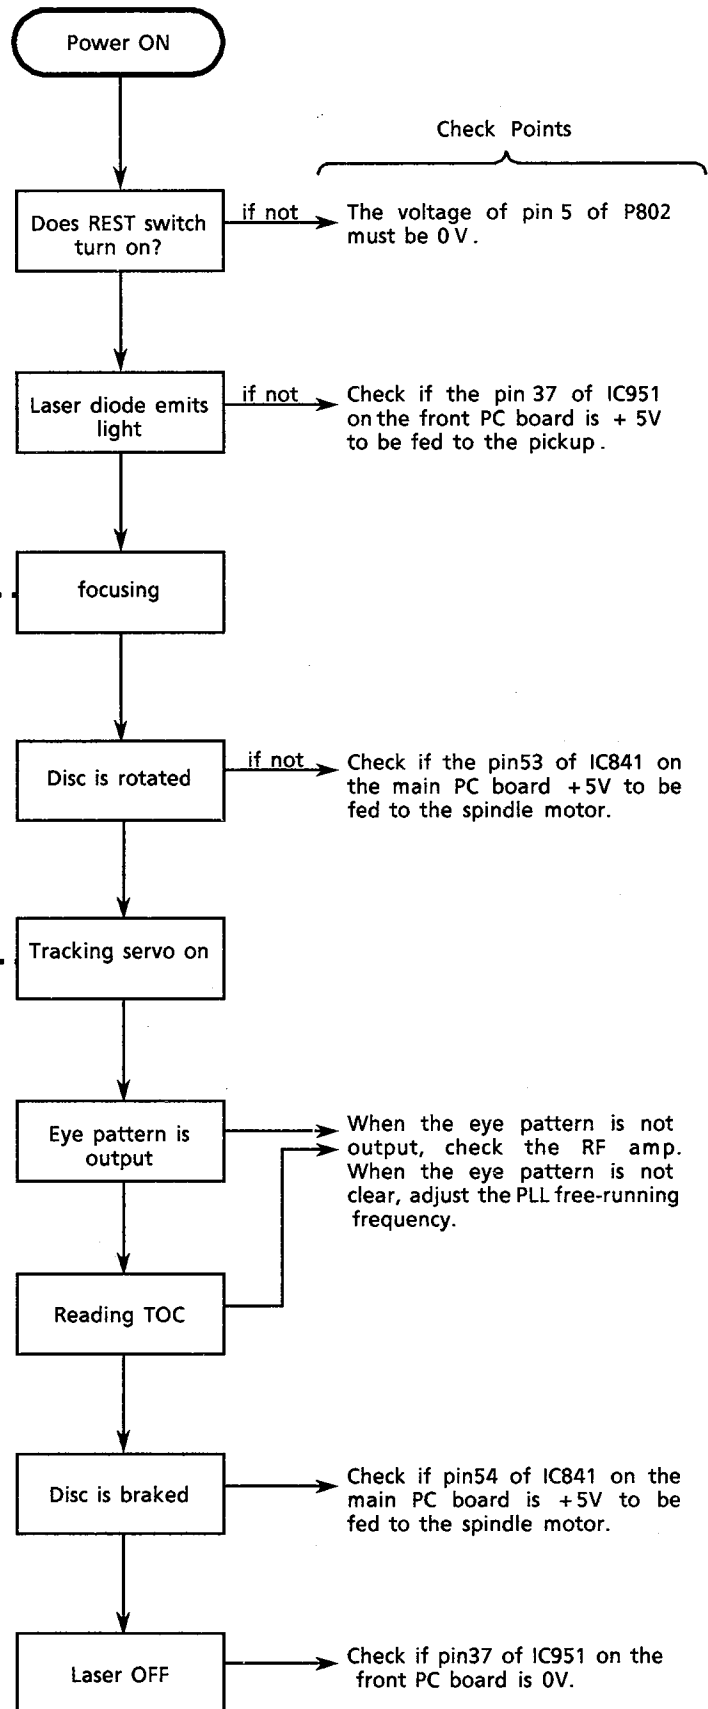 Power ON
Check Points
Does REST switch
turn on?
if not
The voltage of pin 5 of P802
must be 0 V.
Laser diode emits
light
if not
Check if the pin 37 of IC951
on the front PC board is + 5V
to be fed to the pickup.
focusing
Disc is rotated
if not
Check if the pin53 of IC841 on
the main PC board +5V to be
fed to the spindle motor.
Tracking servo on
Eye pattern is
output
When the eye pattern is not
output, check the RF amp.
When the eye pattern is not
clear, adjust the PLL free-running
frequency.
Reading TOC
Disc is braked
Check if pin54 of IC841 on the
main PC board is +5V to be
fed to the spindle motor.
Laser OFF
Check if pin37 of IC951 on the
front PC board is 0V.